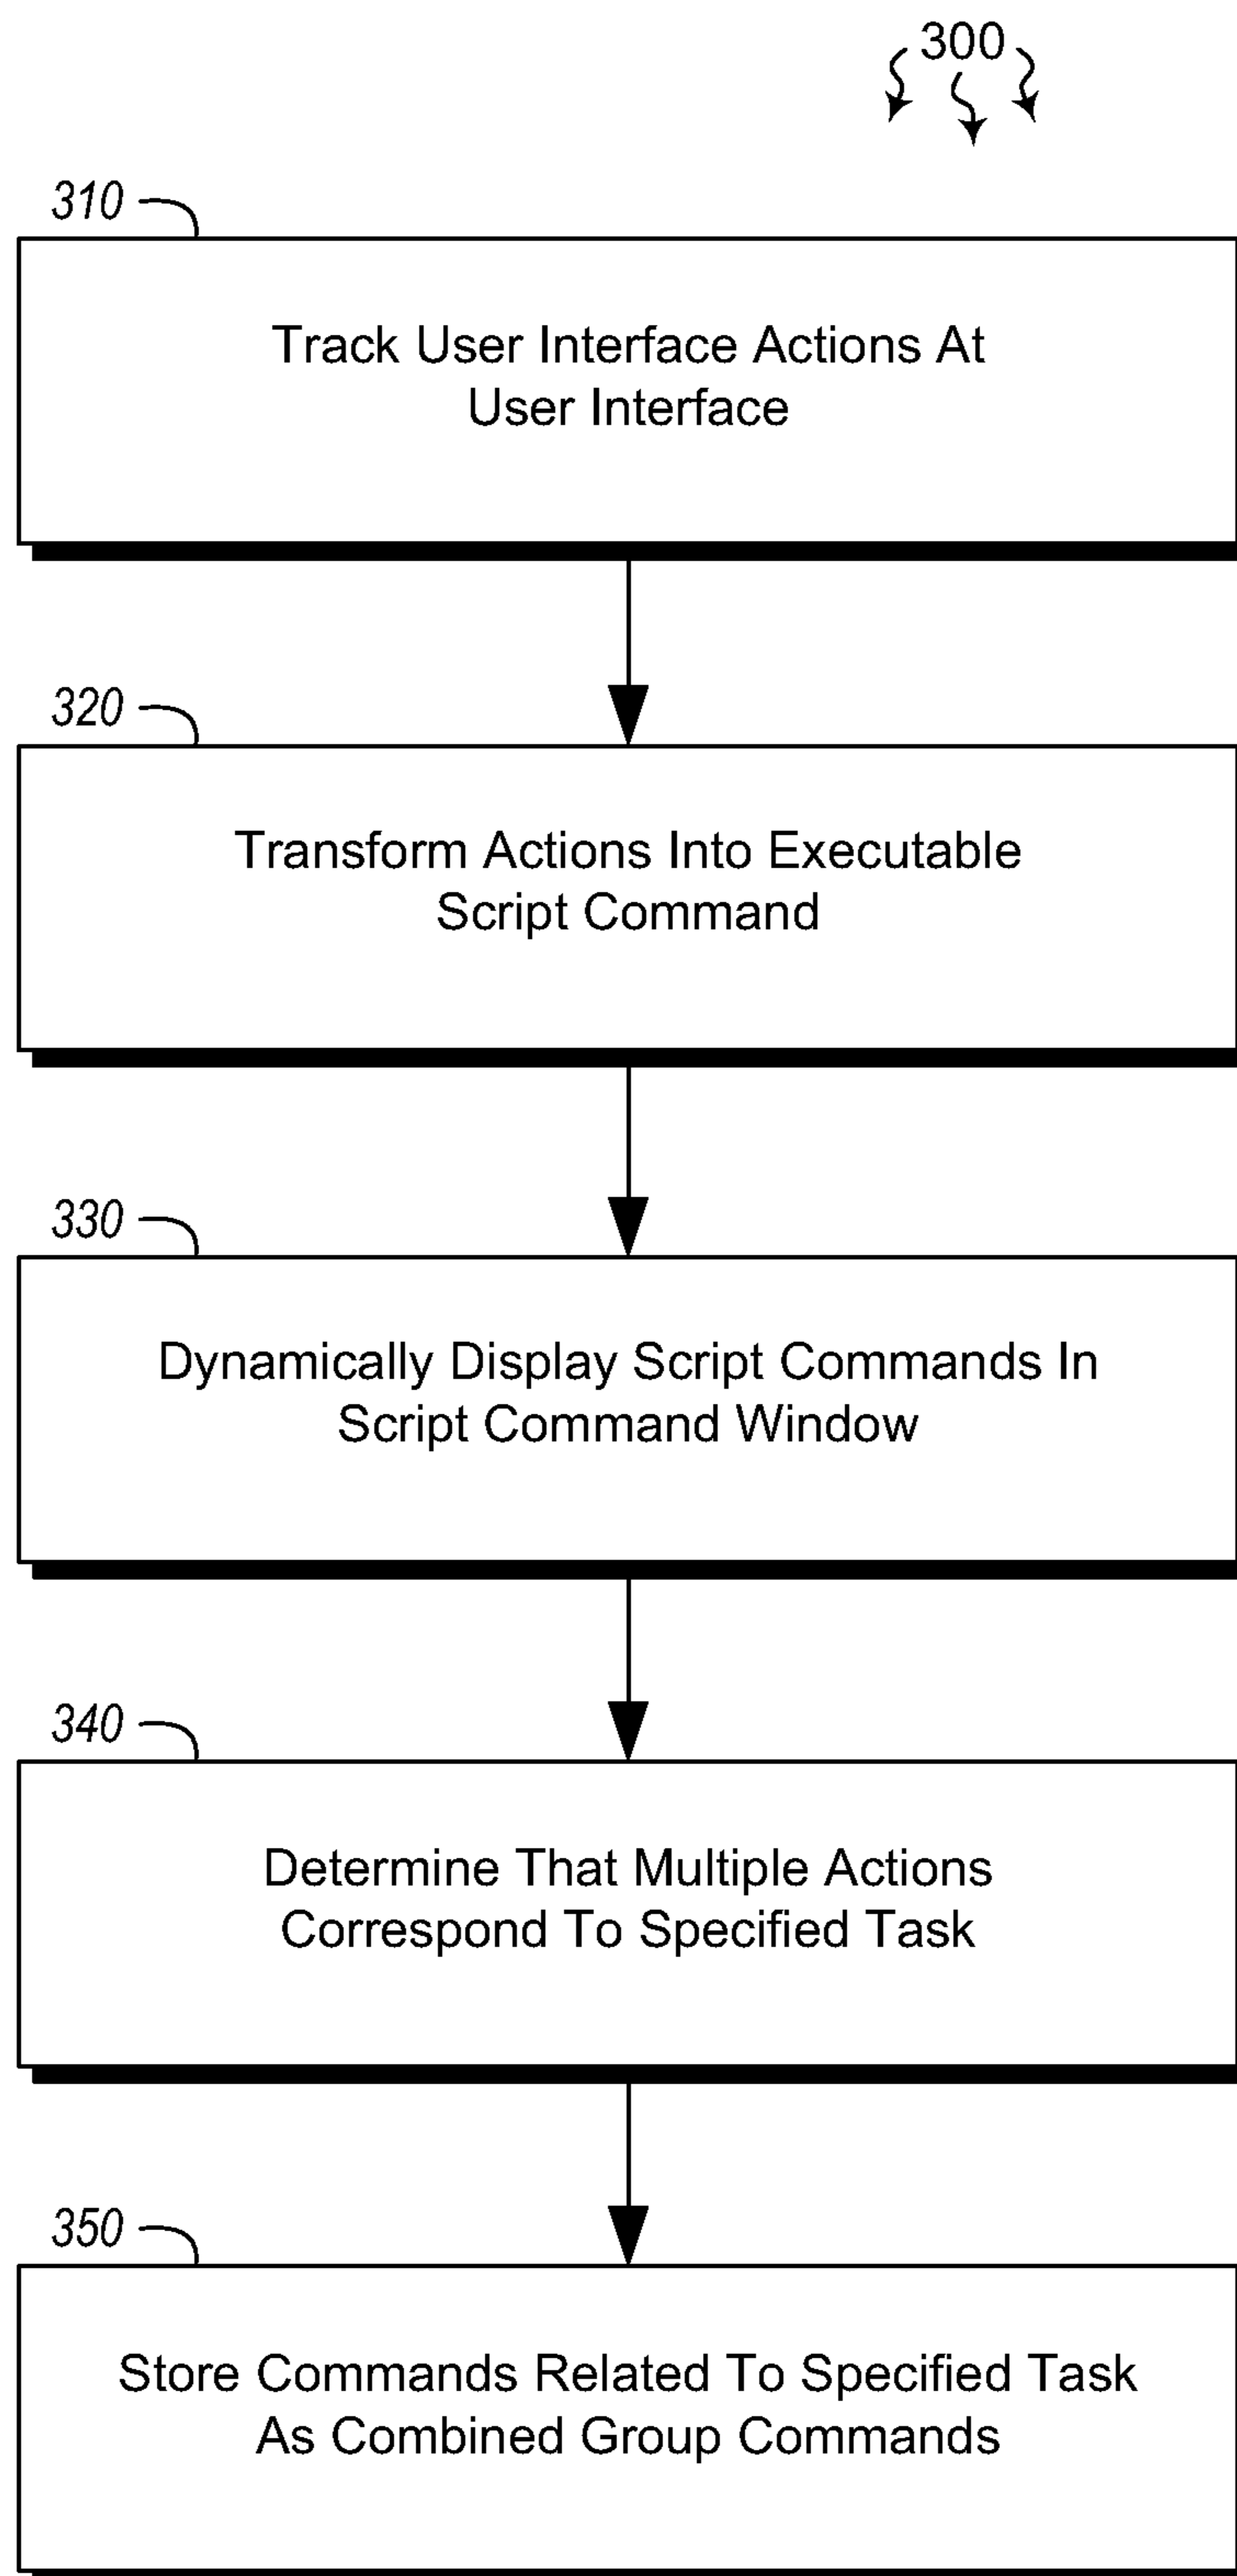 300
310
Track User Interface Actions At
User Interface
320
Transform Actions Into Executable
Script Command
330
Dynamically Display Script Commands In
Script Command Window
340
Determine That Multiple Actions
Correspond To Specified Task
350
Store Commands Related To Specified Task
As Combined Group Commands